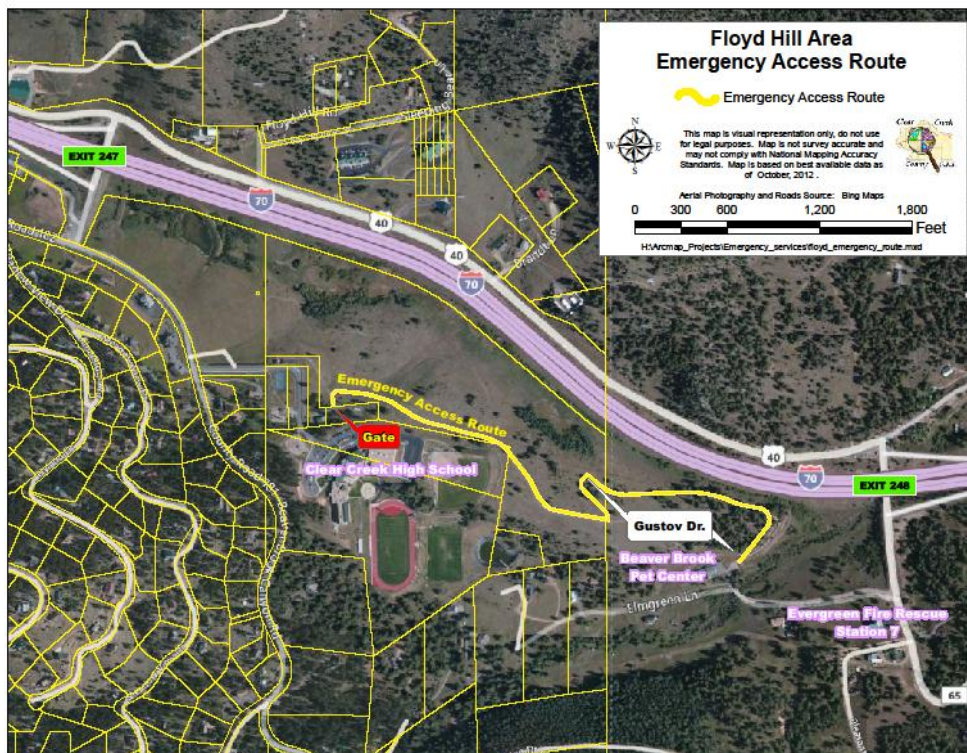 Floyd Hill Area
Emergency Access Route
Emergency Access Route
N
W
E
S
This map is visual representation only, do not use
for legal purposes. Map is not survey accurate and
may not comply with National Mapping Accuracy
Standards. Map is based on best available data as
of October, 2012 .
Aerial Photography and Roads Source: Bing Maps
0 300 600 1,200 1,800
Feet
H:\Arcmap_Projects\Emergency_services\floyd_emergency_route.mxd
EXIT 247
70
40
40
70
Emergency Access Route
Gate
Clear Creek High School
40
70
EXIT 248
Gustov Dr.
Beaver Brook
Pet Center
Elmgreen Ln
Evergreen Fire Rescue
Station 7
65